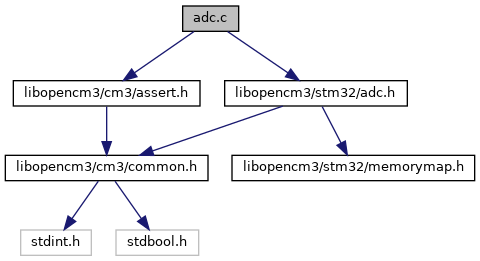 adc.c
libopencm3/cm3/assert.h
libopencm3/stm32/adc.h
libopencm3/cm3/common.h
libopencm3/stm32/memorymap.h
stdint.h
stdbool.h